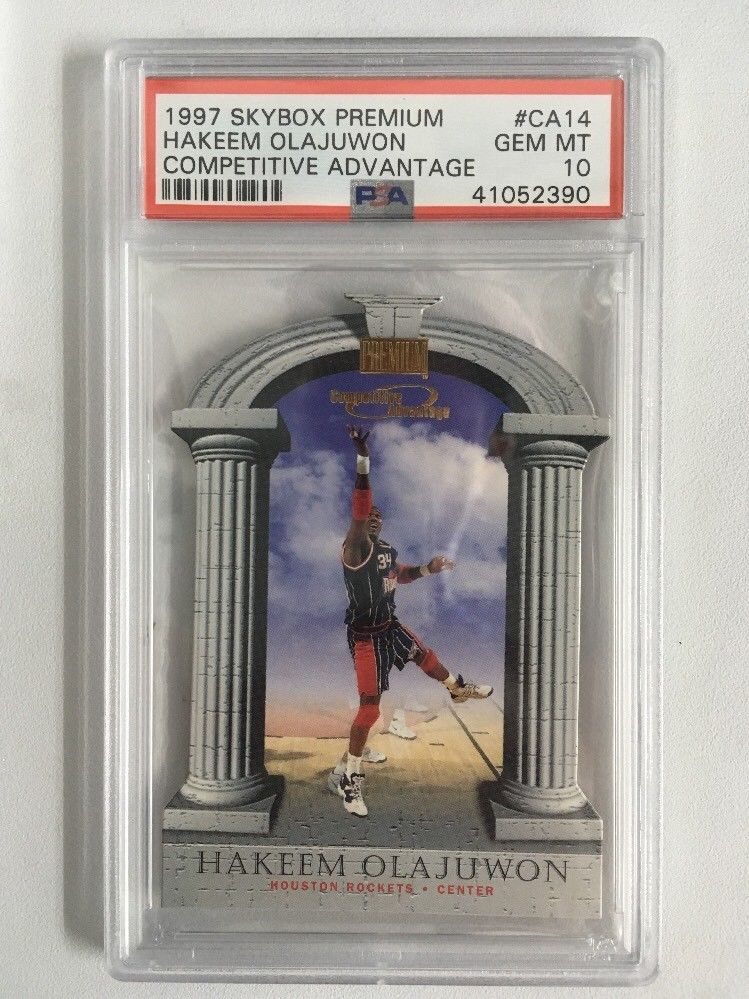 1997 SKYBOX PREMIUM #CA14
HAKEEM OLAJUWON GEM MT
COMPETITIVE ADVANTAGE 10
PSA 41052390
PREMIUM
Competitive
Advantage
34
HAKEEM OLAJUWON
HOUSTON ROCKETS • CENTER